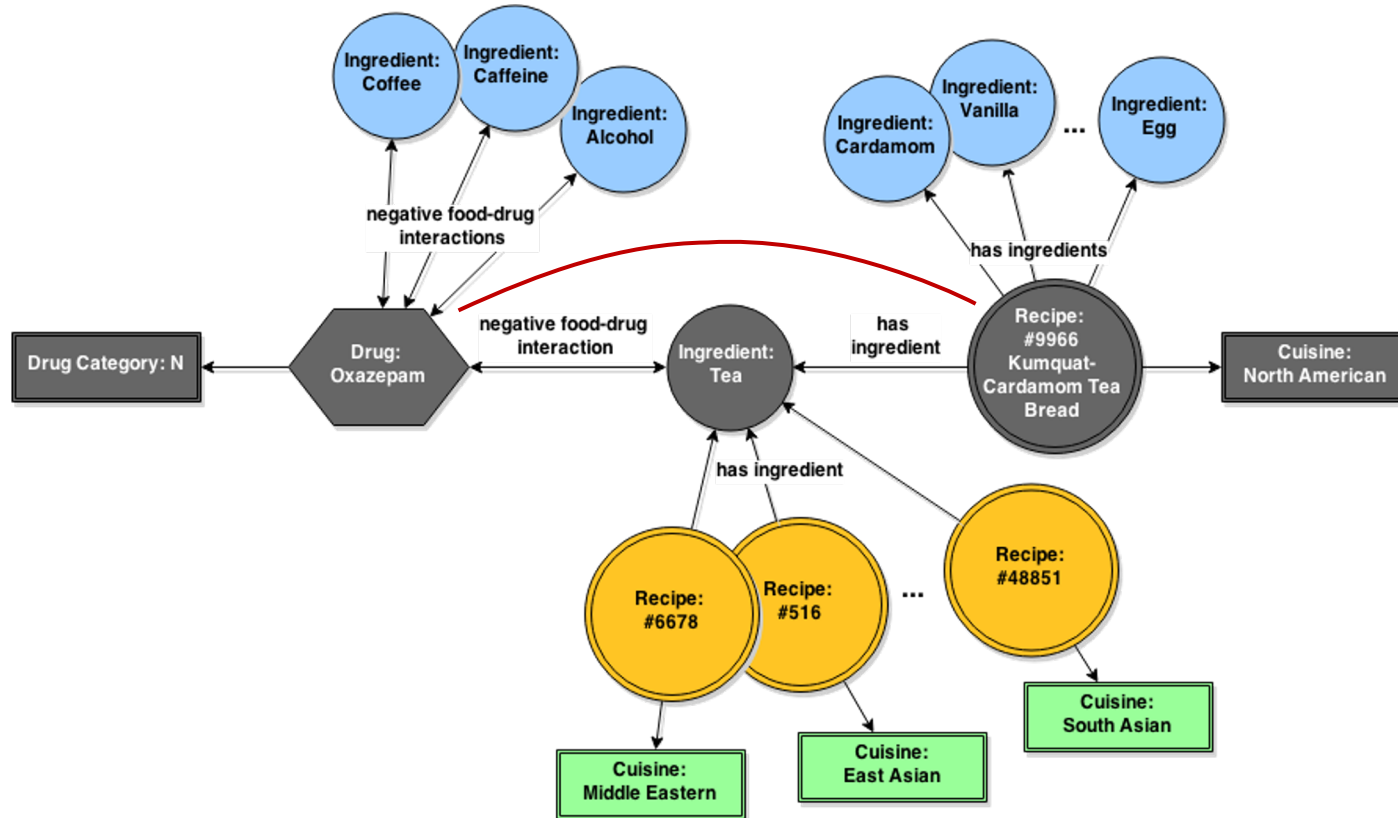 Ingredient:
Coffee
Ingredient:
Caffeine
Ingredient:
Alcohol
Ingredient:
Cardamom
Ingredient:
Vanilla
...
Ingredient:
Egg
negative food-drug
interactions
has ingredients
Drug Category: N
Drug:
Oxazepam
negative food-drug
interaction
Ingredient:
Tea
has
ingredient
Recipe:
#9966
Kumquat-
Cardamom Tea
Bread
Cuisine:
North American
has ingredient
Recipe:
#6678
Recipe:
#516
...
Recipe:
#48851
Cuisine:
Middle Eastern
Cuisine:
East Asian
Cuisine:
South Asian